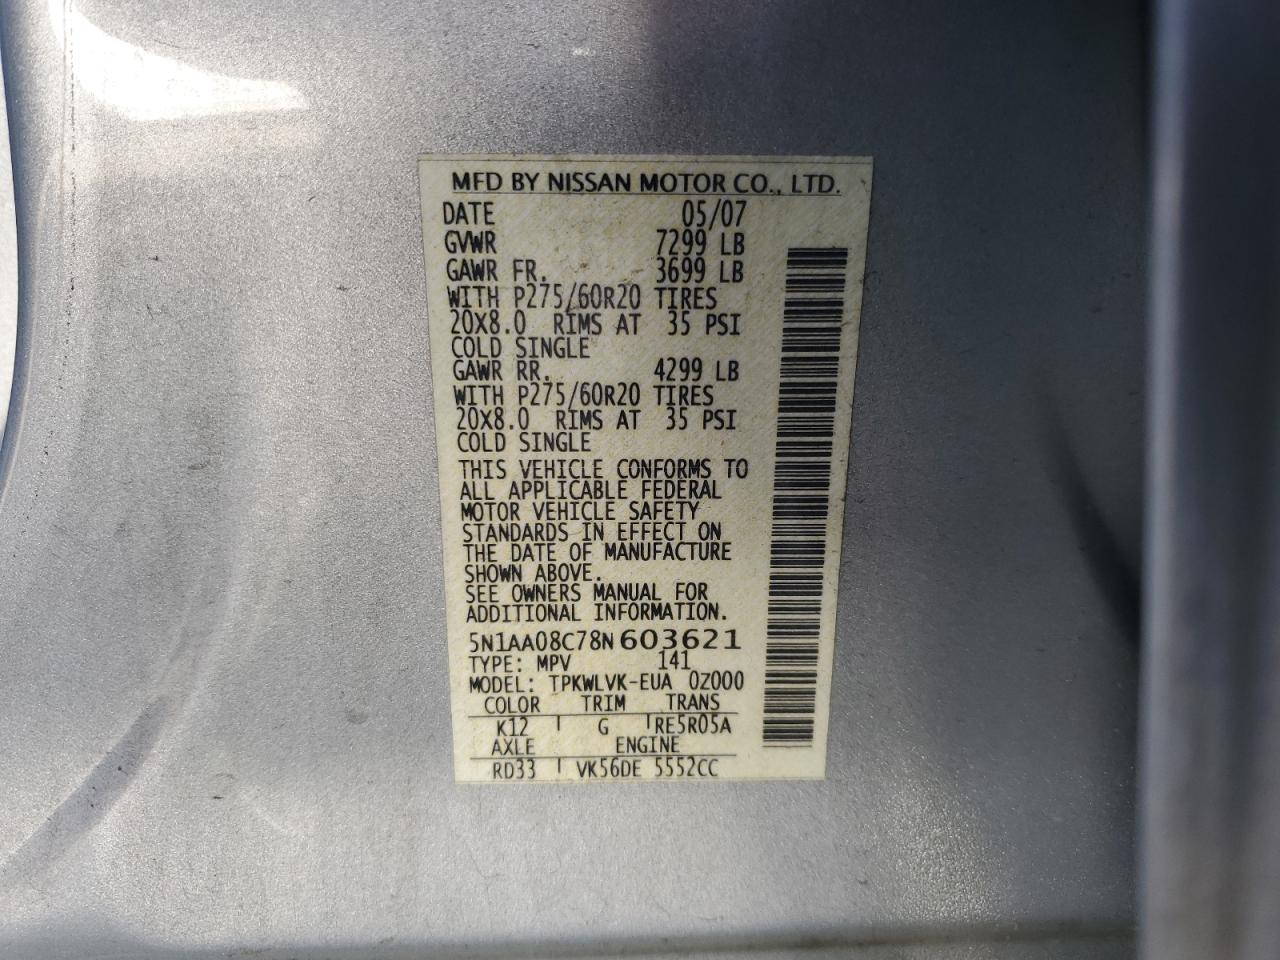 MFD BY NISSAN MOTOR CO., LTD.
DATE 05/07
GVWR 7299 LB
GAWR FR. 3699 LB
WITH P275/60R20 TIRES
20X8.0 RIMS AT 35 PSI
COLD SINGLE
GAWR RR. 4299 LB
WITH P275/60R20 TIRES
20X8.0 RIMS AT 35 PSI
COLD SINGLE
THIS VEHICLE CONFORMS TO
ALL APPLICABLE FEDERAL
MOTOR VEHICLE SAFETY
STANDARDS IN EFFECT ON
THE DATE OF MANUFACTURE
SHOWN ABOVE.
SEE OWNERS MANUAL FOR
ADDITIONAL INFORMATION.
5N1AA08C78N603621
TYPE: MPV 141
MODEL: TPKWLVK-EUA 0Z000
COLOR TRIM TRANS
K12 G RE5R05A
AXLE ENGINE
RD33 VK56DE 5552CC